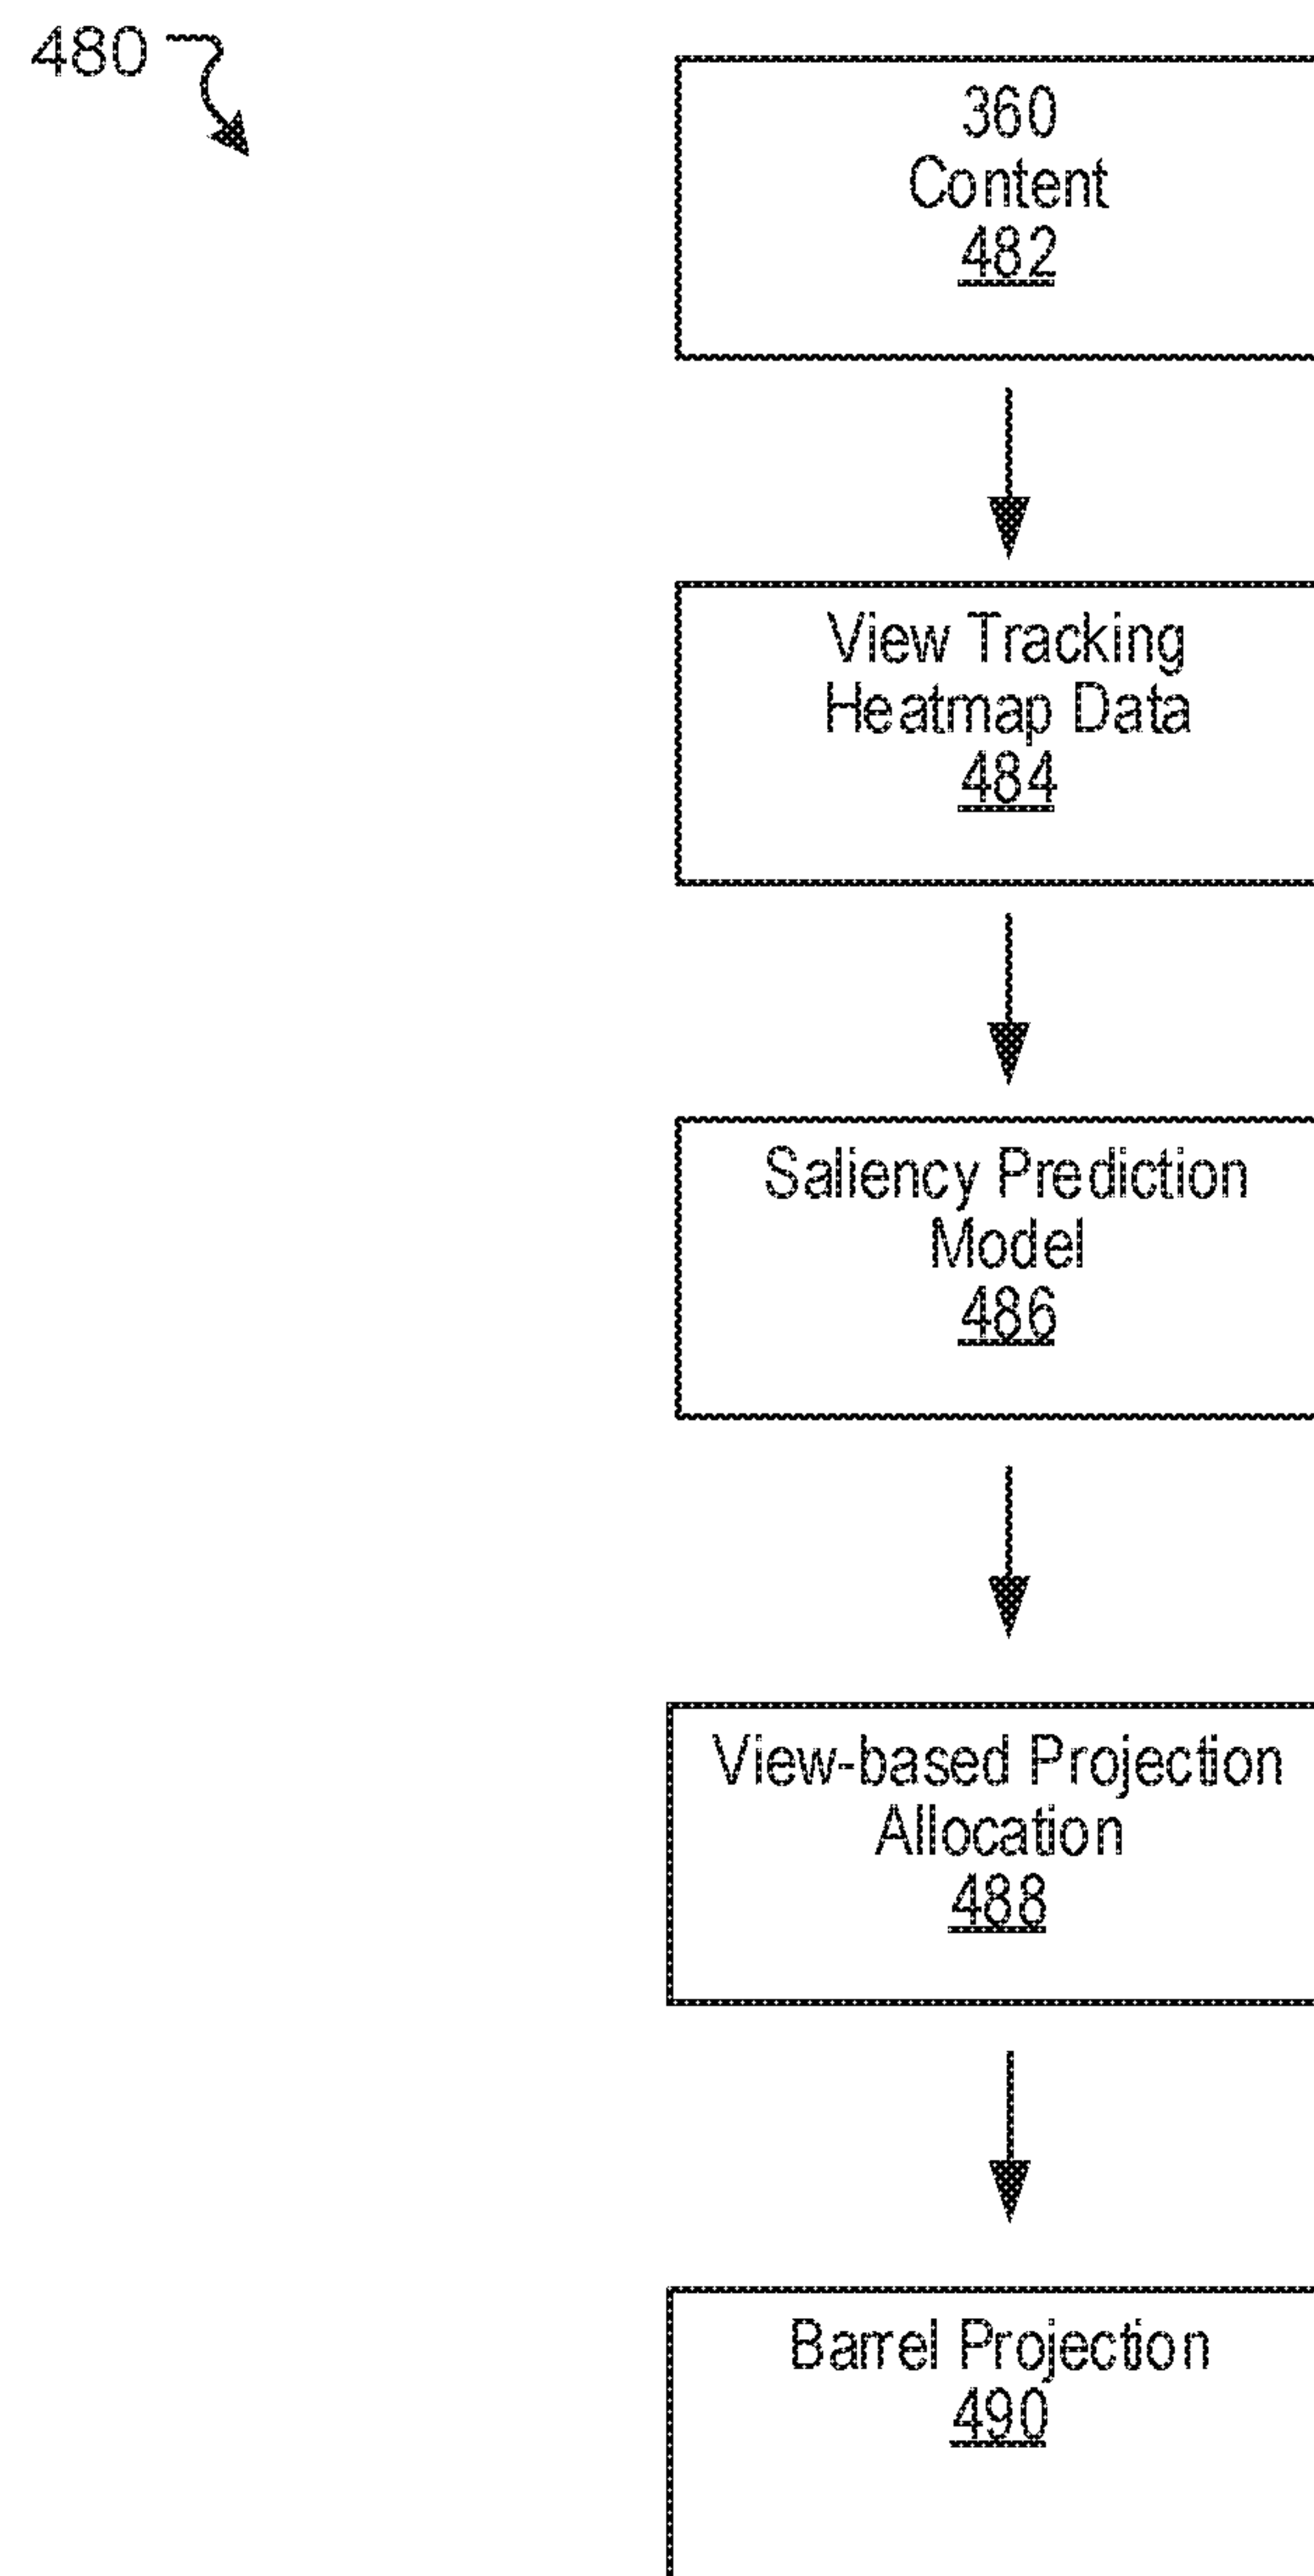 480
360
Content
482
View Tracking
Heatmap Data
484
Saliency Prediction
Model
486
View-based Projection
Allocation
488
Barrel Projection
490